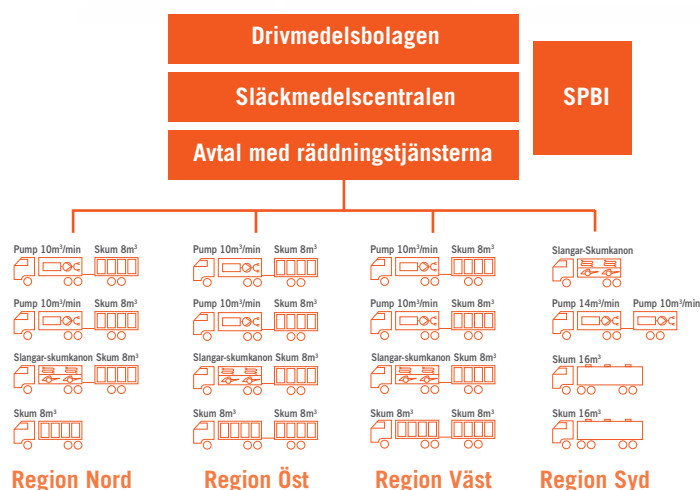 Drivmedelsbolagen
Släckmedelscentralen
SPBI
Avtal med räddningstjänsterna
Pump 10m³/min Skum 8m³
Pump 10m³/min Skum 8m³
Slangar-skumkanon Skum 8m³
Skum 8m³
Region Nord
Pump 10m³/min Skum 8m³
Pump 10m³/min Skum 8m³
Slangar-skumkanon Skum 8m³
Skum 8m³ Skum 8m³
Region Öst
Pump 10m³/min Skum 8m³
Pump 10m³/min Skum 8m³
Slangar-skumkanon Skum 8m³
Skum 8m³ Skum 8m³
Region Väst
Slangar-Skumkanon
Pump 14m³/min Pump 10m³/min
Skum 16m³
Skum 16m³
Region Syd